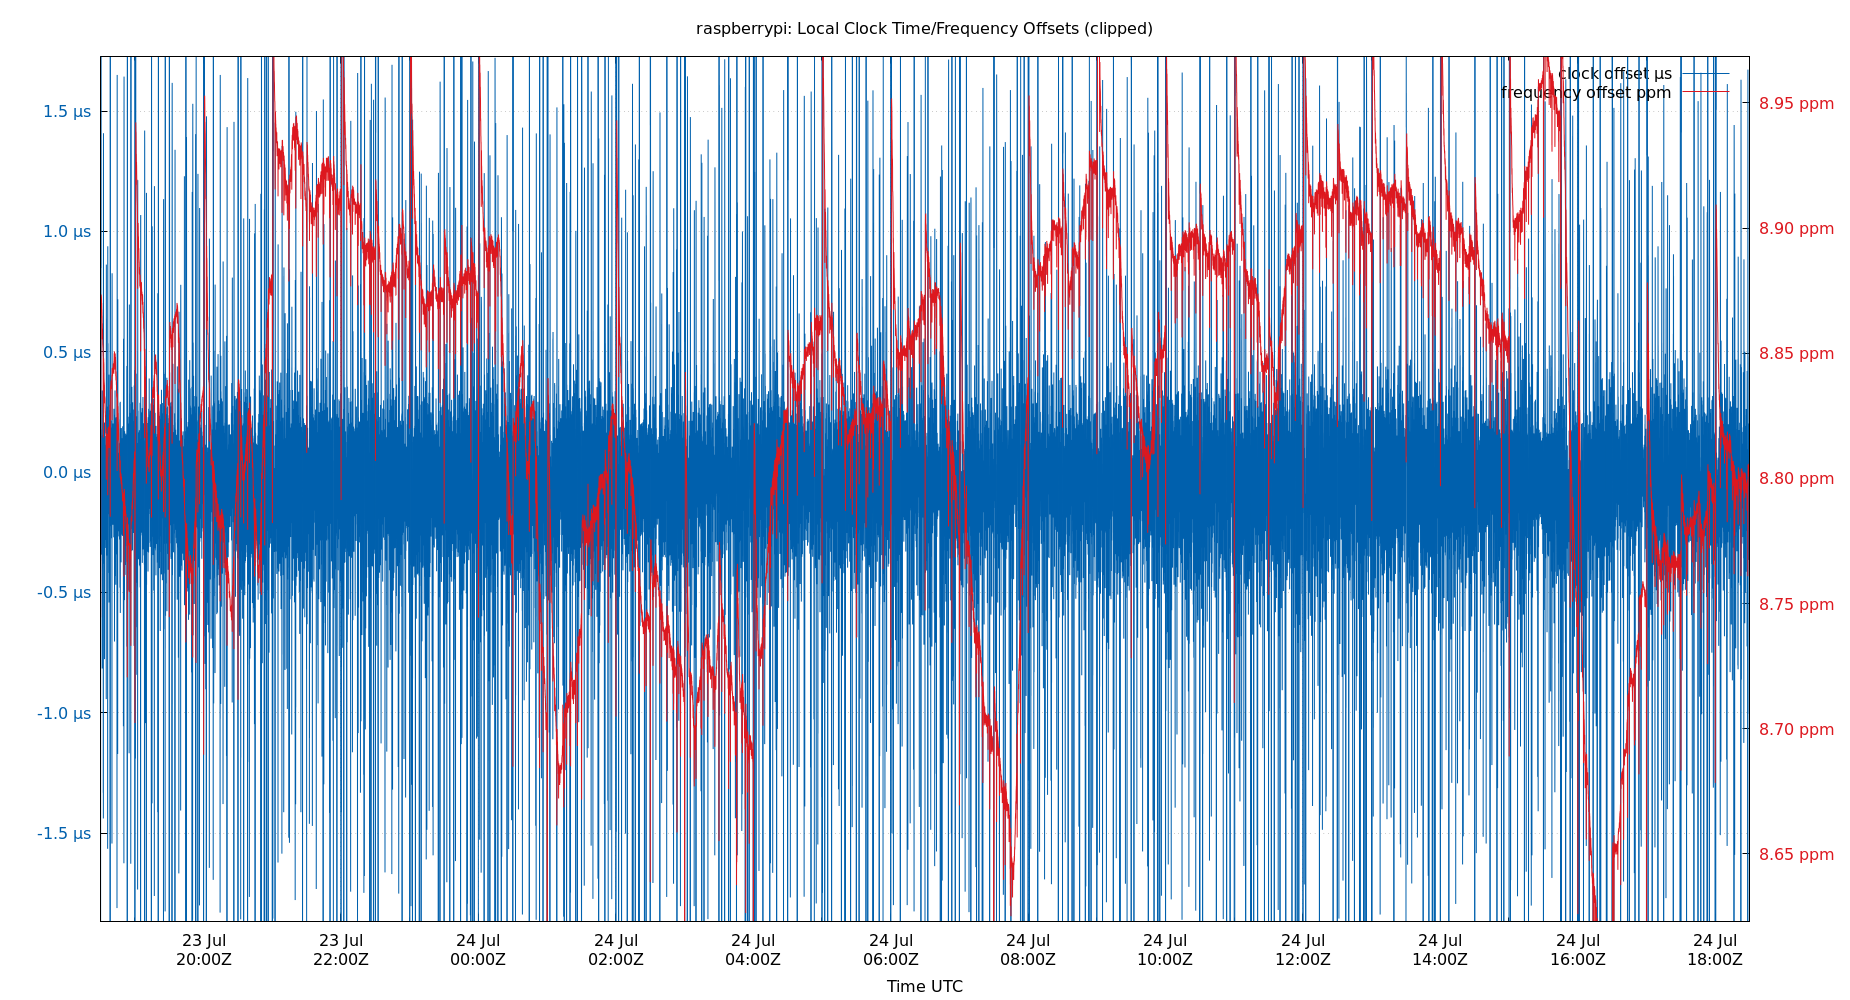 raspberrypi: Local Clock Time/Frequency Offsets (clipped)
clock offset µs
frequency offset ppm
1.5 µs
1.0 µs
0.5 µs
0.0 µs
-0.5 µs
-1.0 µs
-1.5 µs
8.95 ppm
8.90 ppm
8.85 ppm
8.80 ppm
8.75 ppm
8.70 ppm
8.65 ppm
23 Jul 23 Jul 24 Jul 24 Jul 24 Jul 24 Jul 24 Jul 24 Jul 24 Jul 24 Jul 24 Jul 24 Jul
20:00Z 22:00Z 00:00Z 02:00Z 04:00Z 06:00Z 08:00Z 10:00Z 12:00Z 14:00Z 16:00Z 18:00Z
Time UTC